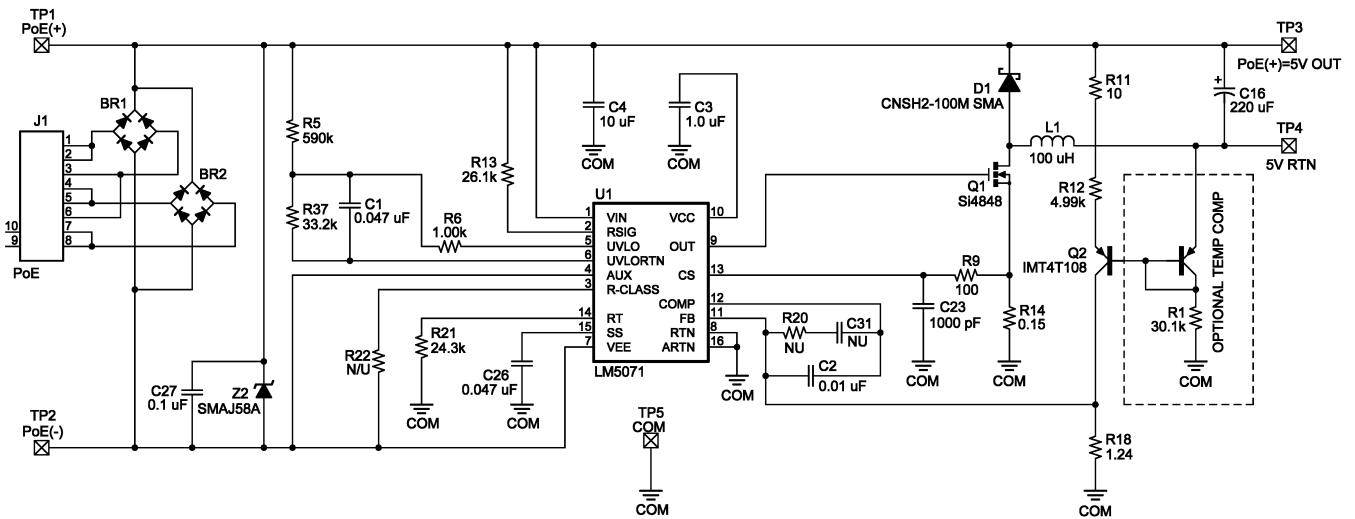 TP1
PoE(+)
TP3
PoE(+)=5V OUT
BR1
J1
1
2
3
4
5
6
7
8
10
9
PoE
BR2
R5
590k
R37
33.2k
C1
0.047 uF
R6
1.00k
R13
26.1k
C4
10 uF
COM
C3
1.0 uF
COM
D1
CNSH2-100M SMA
R11
10
C16
220 uF
L1
100 uH
TP4
5V RTN
Q1
Si4848
R12
4.99k
Q2
IMT4T108
OPTIONAL TEMP COMP
R1
30.1k
COM
U1
1 VIN VCC 10
2 RSIG
5 UVLO OUT 9
6 UVLORTN
4 AUX CS 13
3 R-CLASS
COMP 12
14 RT FB 11
15 SS RTN 8
7 VEE ARTN 16
LM5071
R9
100
C23
1000 pF
COM
R14
0.15
COM
R20
NU
C31
NU
C2
0.01 uF
COM
R22
N/U
R21
24.3k
COM
C26
0.047 uF
COM
C27
0.1 uF
Z2
SMAJ58A
TP2
PoE(-)
TP5
COM
COM
R18
1.24
COM